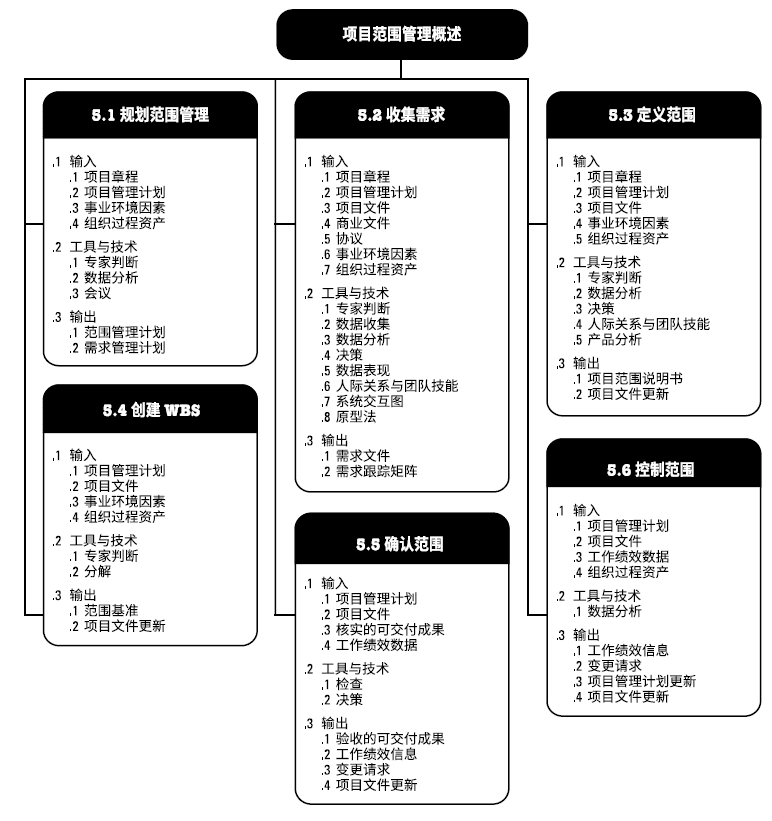 项目范围管理概述
5.1 规划范围管理
.1 输入
.1 项目章程
.2 项目管理计划
.3 事业环境因素
.4 组织过程资产
.2 工具与技术
.1 专家判断
.2 数据分析
.3 会议
.3 输出
.1 范围管理计划
.2 需求管理计划
5.2 收集需求
.1 输入
.1 项目章程
.2 项目管理计划
.3 项目文件
.4 商业文件
.5 协议
.6 事业环境因素
.7 组织过程资产
.2 工具与技术
.1 专家判断
.2 数据收集
.3 数据分析
.4 决策
.5 数据表现
.6 人际关系与团队技能
.7 系统交互图
.8 原型法
.3 输出
.1 需求文件
.2 需求跟踪矩阵
5.3 定义范围
.1 输入
.1 项目章程
.2 项目管理计划
.3 项目文件
.4 事业环境因素
.5 组织过程资产
.2 工具与技术
.1 专家判断
.2 数据分析
.3 决策
.4 人际关系与团队技能
.5 产品分析
.3 输出
.1 项目范围说明书
.2 项目文件更新
5.4 创建 WBS
.1 输入
.1 项目管理计划
.2 项目文件
.3 事业环境因素
.4 组织过程资产
.2 工具与技术
.1 专家判断
.2 分解
.3 输出
.1 范围基准
.2 项目文件更新
5.5 确认范围
.1 输入
.1 项目管理计划
.2 项目文件
.3 核实的可交付成果
.4 工作绩效数据
.2 工具与技术
.1 检查
.2 决策
.3 输出
.1 验收的可交付成果
.2 工作绩效信息
.3 变更请求
.4 项目文件更新
5.6 控制范围
.1 输入
.1 项目管理计划
.2 项目文件
.3 工作绩效数据
.4 组织过程资产
.2 工具与技术
.1 数据分析
.3 输出
.1 工作绩效信息
.2 变更请求
.3 项目管理计划更新
.4 项目文件更新